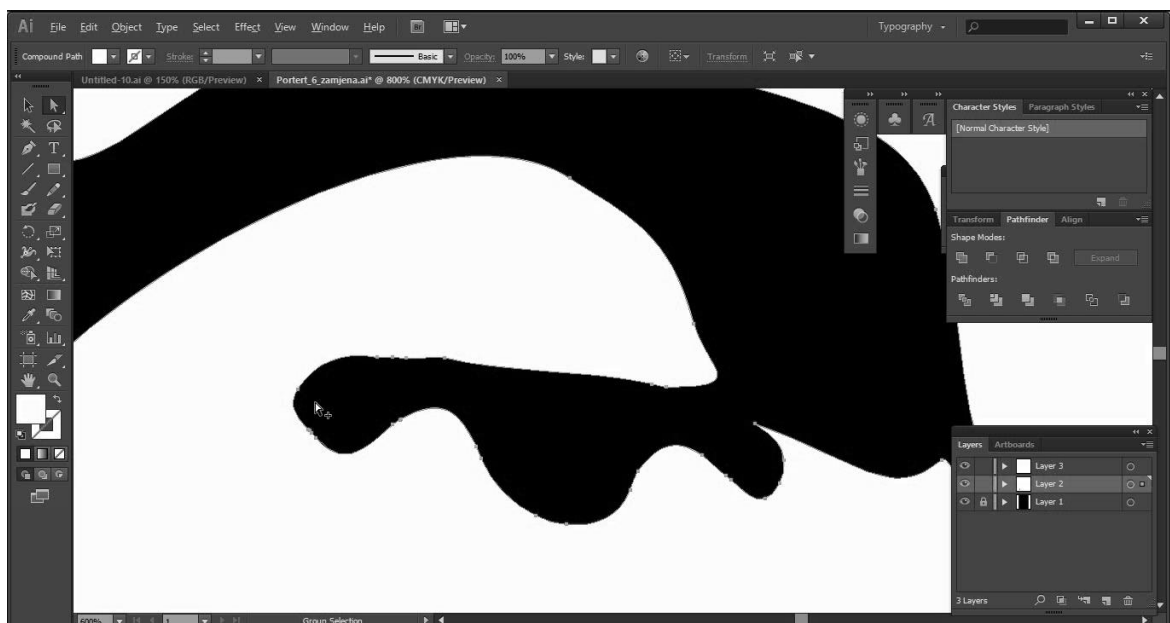 Ai File Edit Object Type Select Effect View Window Help Br Typography
Compound Path Stroke: Basic Opacity: 100% Style: Transform
Untitled-10.ai @ 150% (RGB/Preview) × Portert_6_zamjena.ai* @ 800% (CMYK/Preview) ×
Character Styles Paragraph Styles
[Normal Character Style]
Transform Pathfinder Align
Shape Modes:
Expand
Pathfinders:
Layers Artboards
Layer 3
Layer 2
Layer 1
3 Layers
600% 1 Group Selection